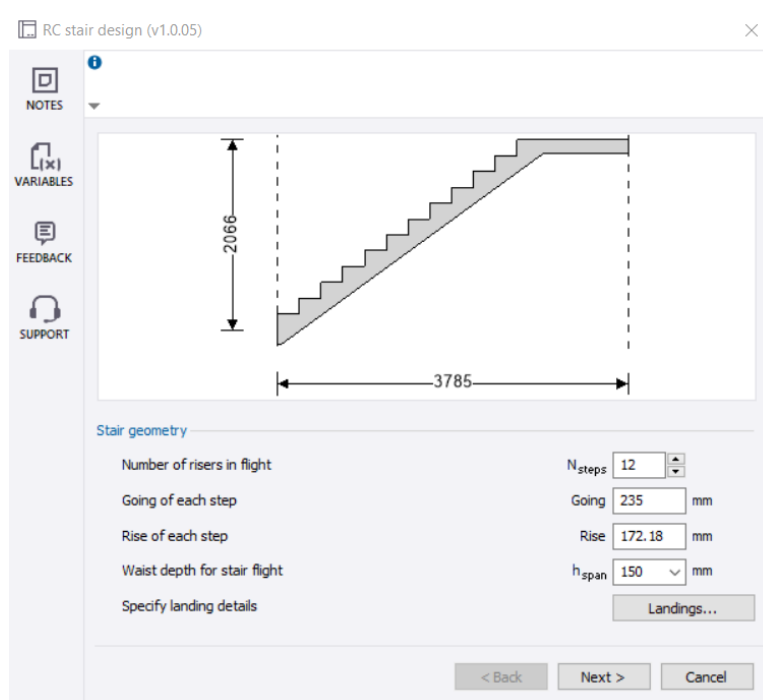 RC stair design (v1.0.05)
NOTES
VARIABLES
FEEDBACK
SUPPORT
2066
3785
Stair geometry
Number of risers in flight N steps 12
Going of each step Going 235 mm
Rise of each step Rise 172.18 mm
Waist depth for stair flight h span 150 mm
Specify landing details Landings...
< Back Next > Cancel